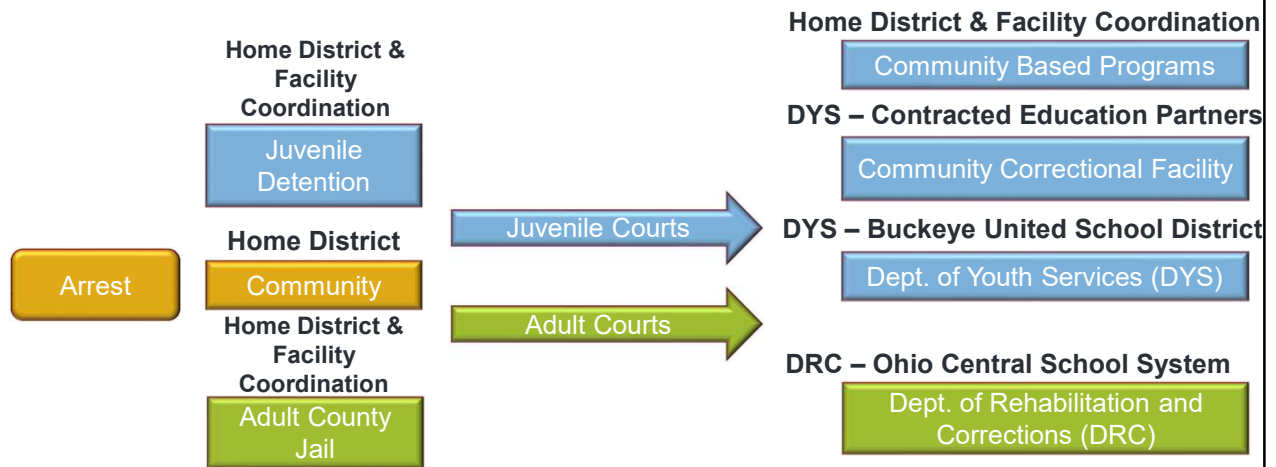 Arrest
Home District &
Facility
Coordination
Juvenile
Detention
Home District
Community
Home District &
Facility
Coordination
Adult County
Jail
Juvenile Courts
Adult Courts
Home District & Facility Coordination
Community Based Programs
DYS – Contracted Education Partners
Community Correctional Facility
DYS – Buckeye United School District
Dept. of Youth Services (DYS)
DRC – Ohio Central School System
Dept. of Rehabilitation and
Corrections (DRC)